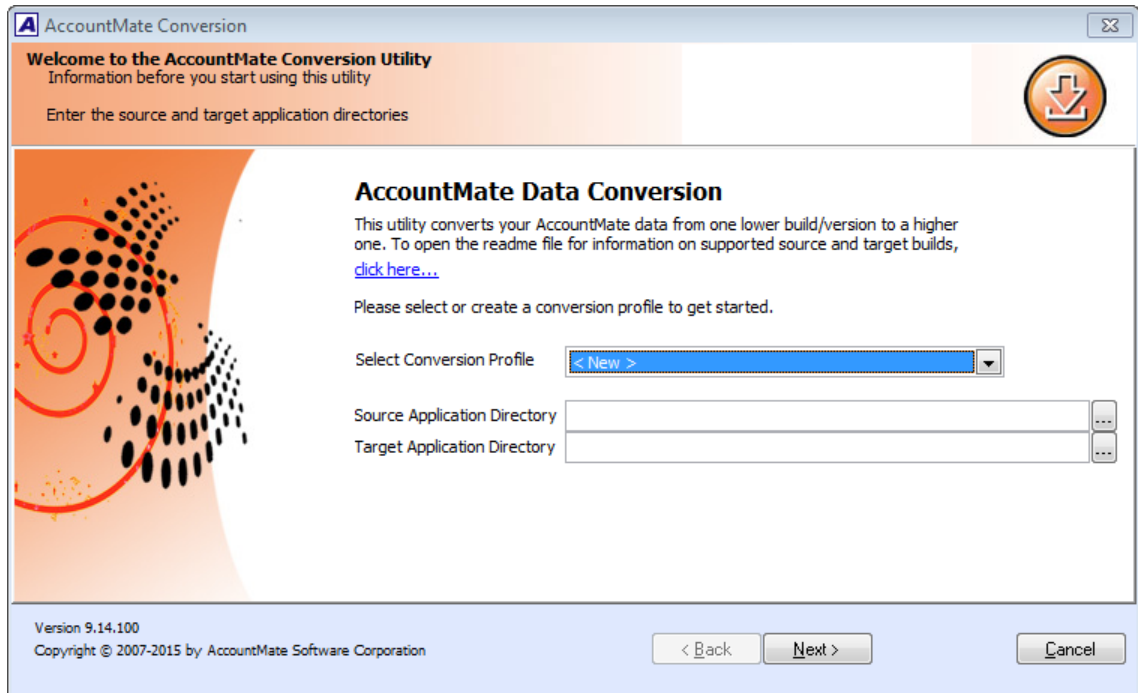 A AccountMate Conversion
Welcome to the AccountMate Conversion Utility
Information before you start using this utility
Enter the source and target application directories
AccountMate Data Conversion
This utility converts your AccountMate data from one lower build/version to a higher
one. To open the readme file for information on supported source and target builds,
click here...
Please select or create a conversion profile to get started.
Select Conversion Profile
< New >
Source Application Directory
...
Target Application Directory
...
Version 9.14.100
Copyright © 2007-2015 by AccountMate Software Corporation
< Back
Next >
Cancel